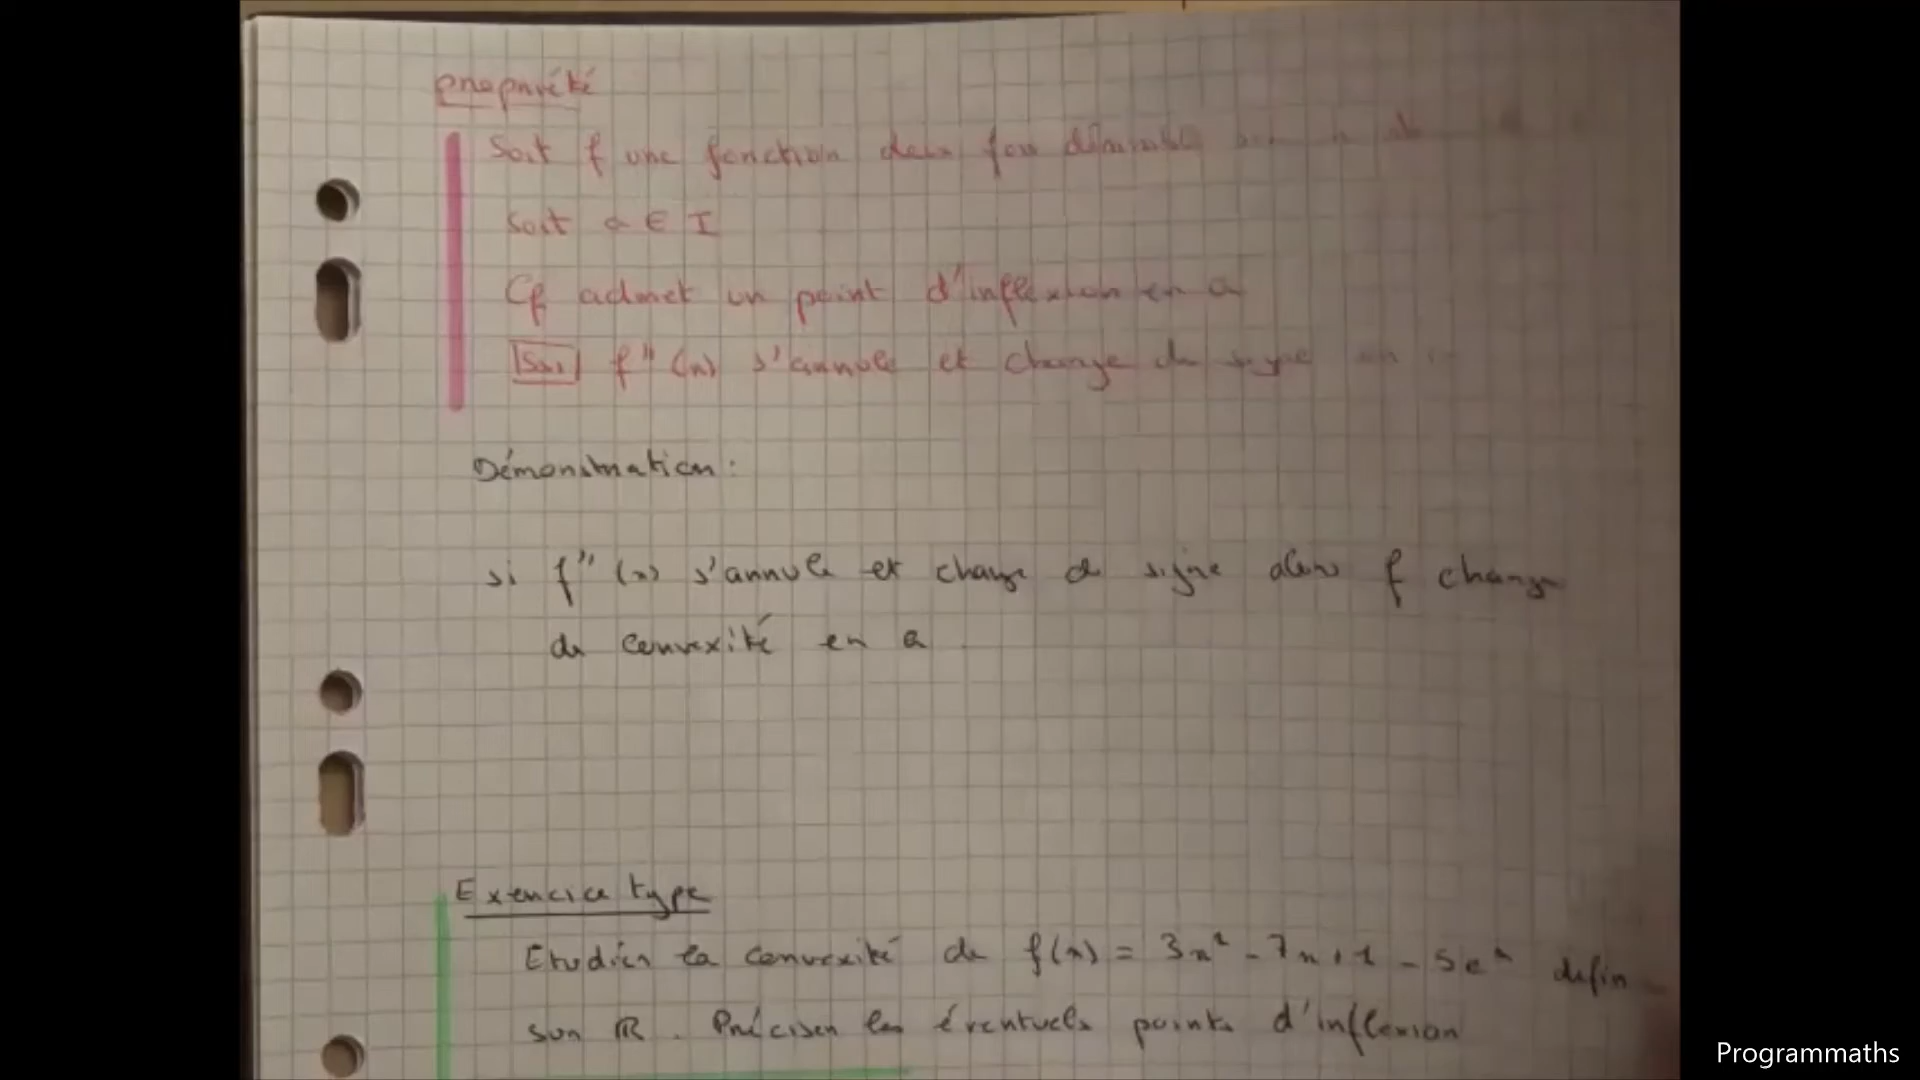 propriété
Soit f une fonction deux fois dérivable
soit a ∈ I
Cf admet un point d'inflexion en a
ssi f''(x) s'annule et change de signe en
Démonstration :
si f''(x) s'annule et change de signe alors f change
de convexité en a
Exercice type
Etudier la convexité de f(x) = 3x² - 7x + 1 - 5eˣ défin
sur ℝ. Préciser les éventuels points d'inflexion
Programmaths